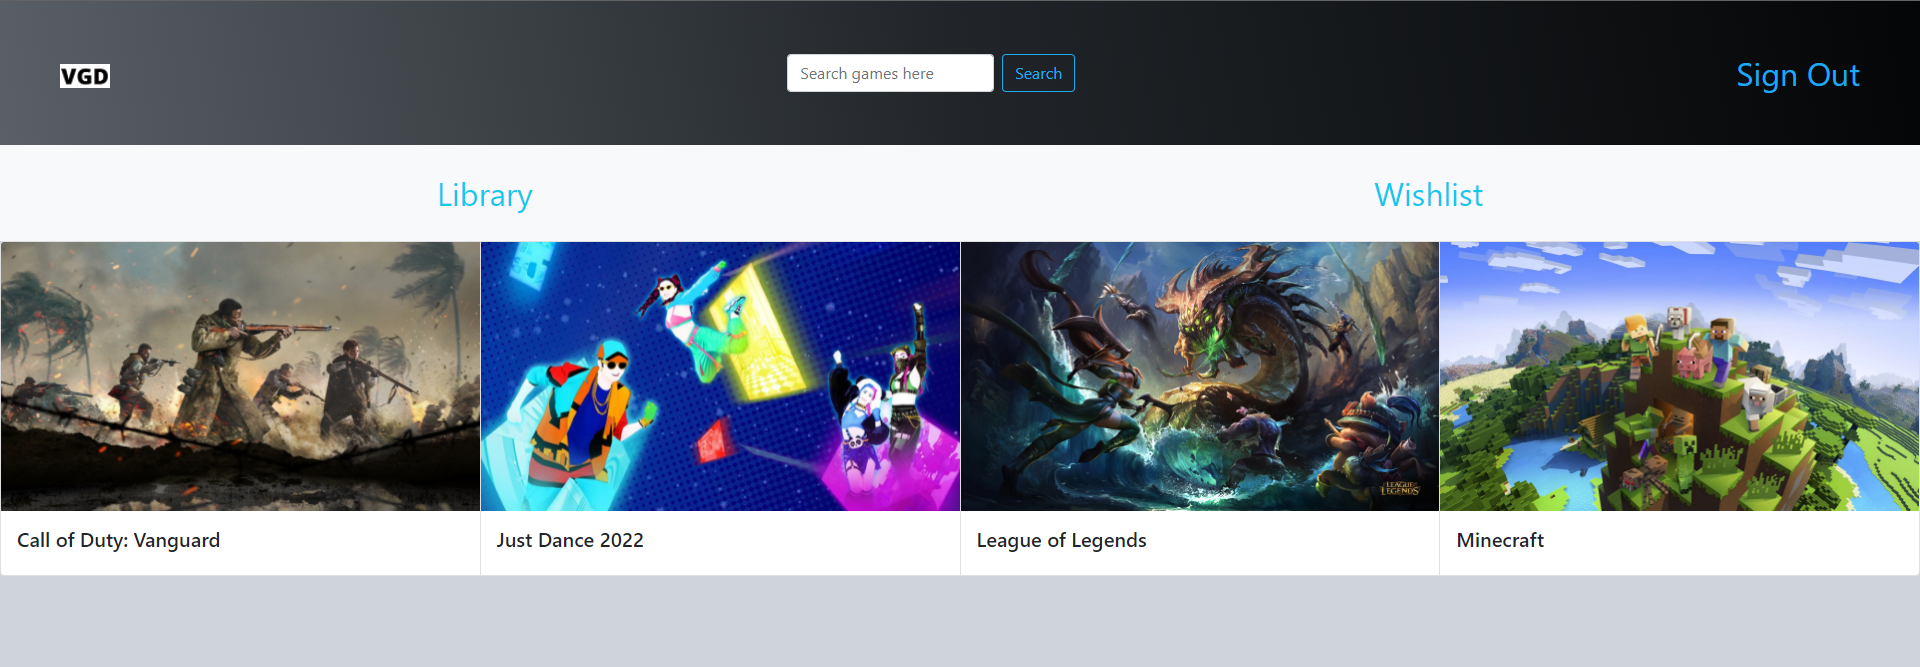 VGD
Search games here
Search
Sign Out
Library
Wishlist
LEAGUE OF
LEGENDS
Call of Duty: Vanguard
Just Dance 2022
League of Legends
Minecraft